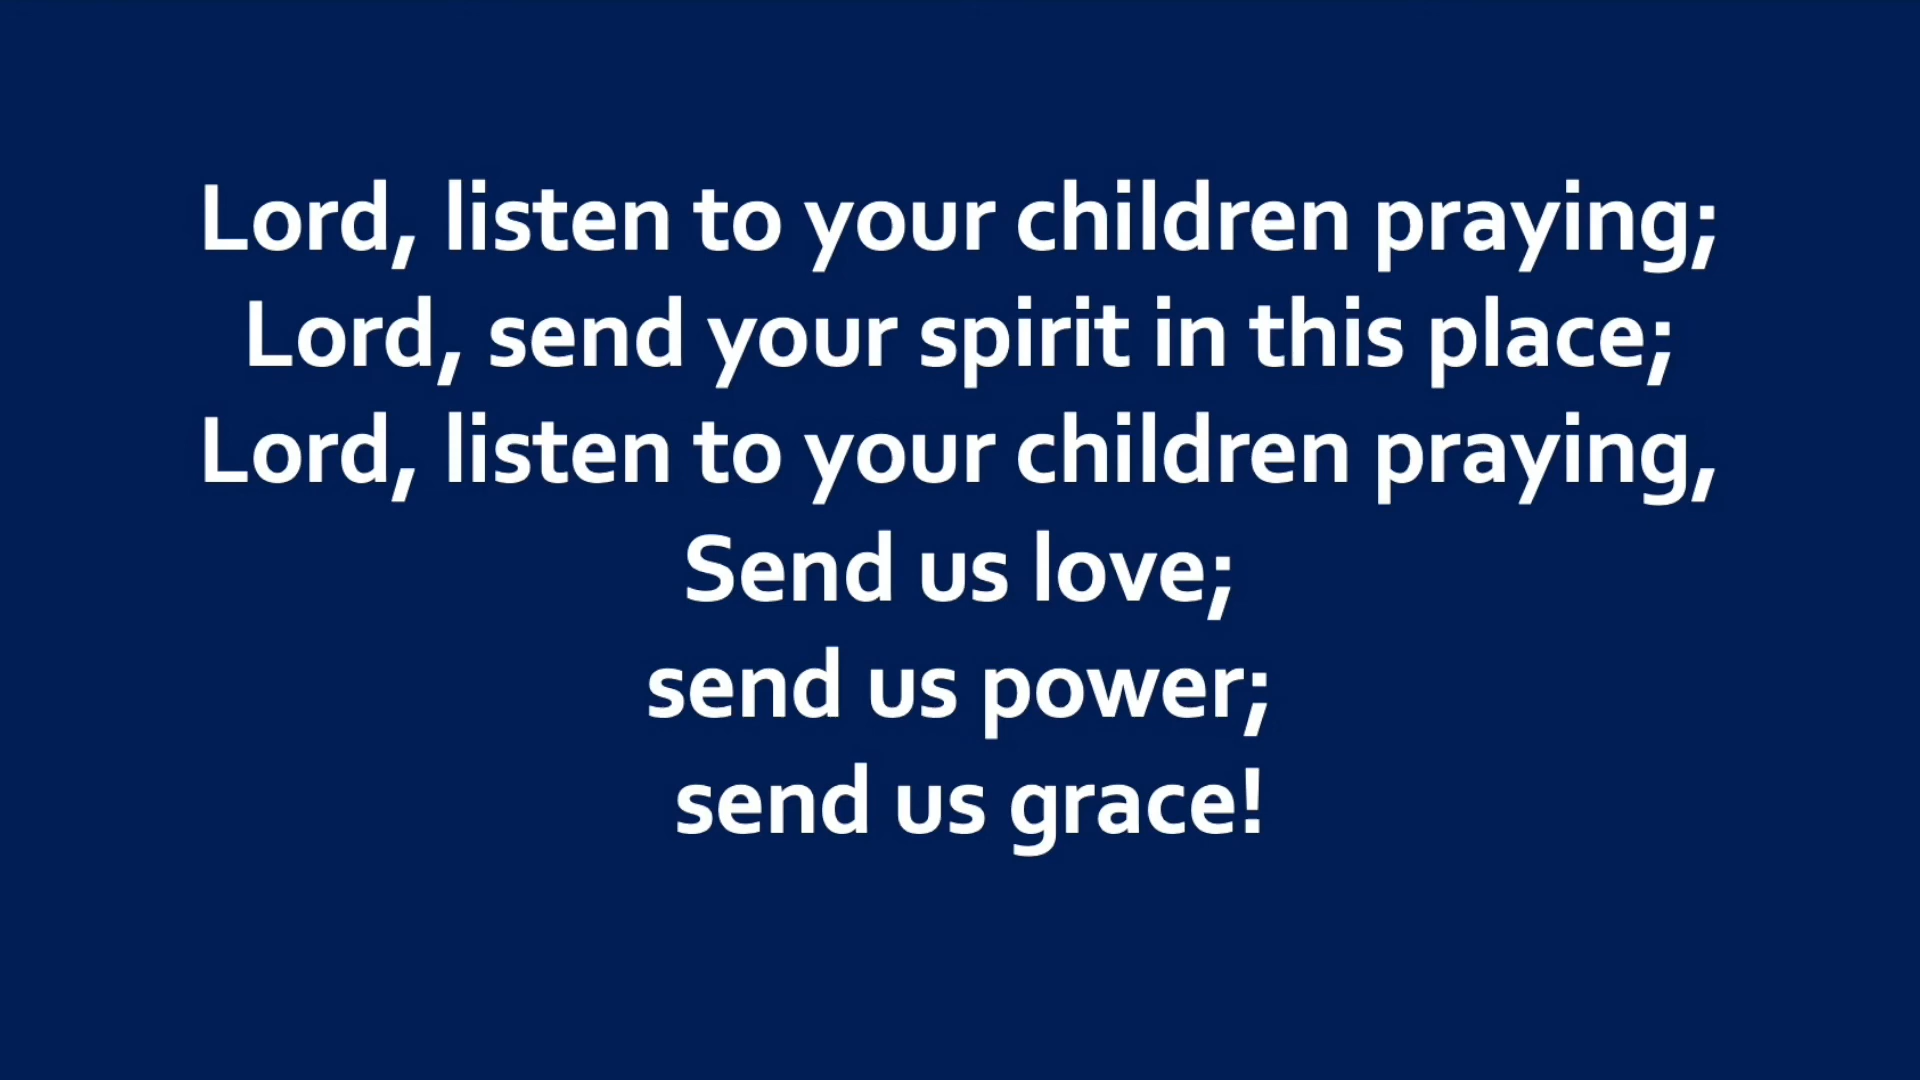 Lord, listen to your children praying;
Lord, send your spirit in this place;
Lord, listen to your children praying,
Send us love;
send us power;
send us grace!